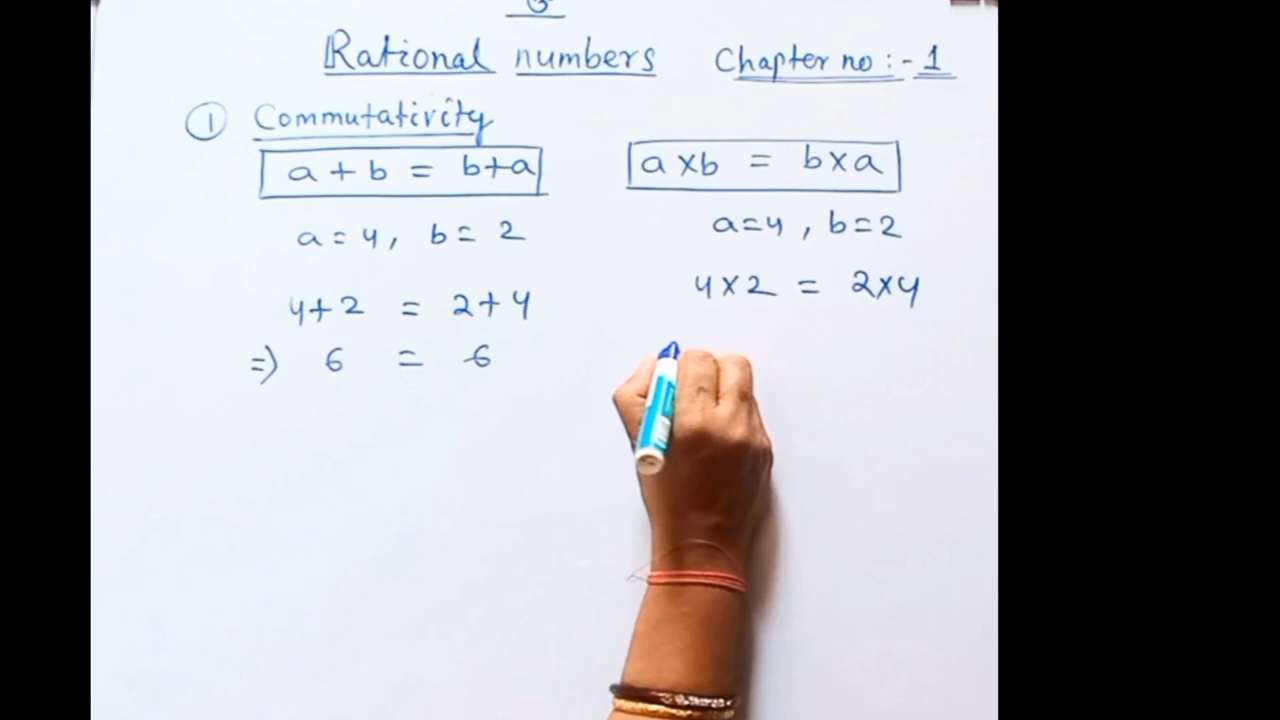 Rational numbers Chapter no :- 1
① Commutativity
a + b = b+a
a x b = b x a
a = 4, b = 2
a=4, b=2
4+2 = 2+4
4 x 2 = 2 x 4
=> 6 = 6